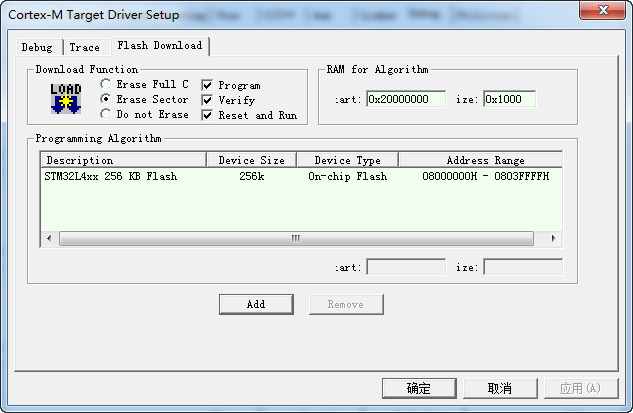 Cortex-M Target Driver Setup
Debug
Trace
Flash Download
Download Function
LOAD
Erase Full C
Erase Sector
Do not Erase
Program
Verify
Reset and Run
RAM for Algorithm
art: 0x20000000
ize: 0x1000
Programming Algorithm
Description Device Size Device Type Address Range
STM32L4xx 256 KB Flash 256k On-chip Flash 08000000H - 0803FFFFH
art:
ize:
Add
Remove
确定
取消
应用(A)